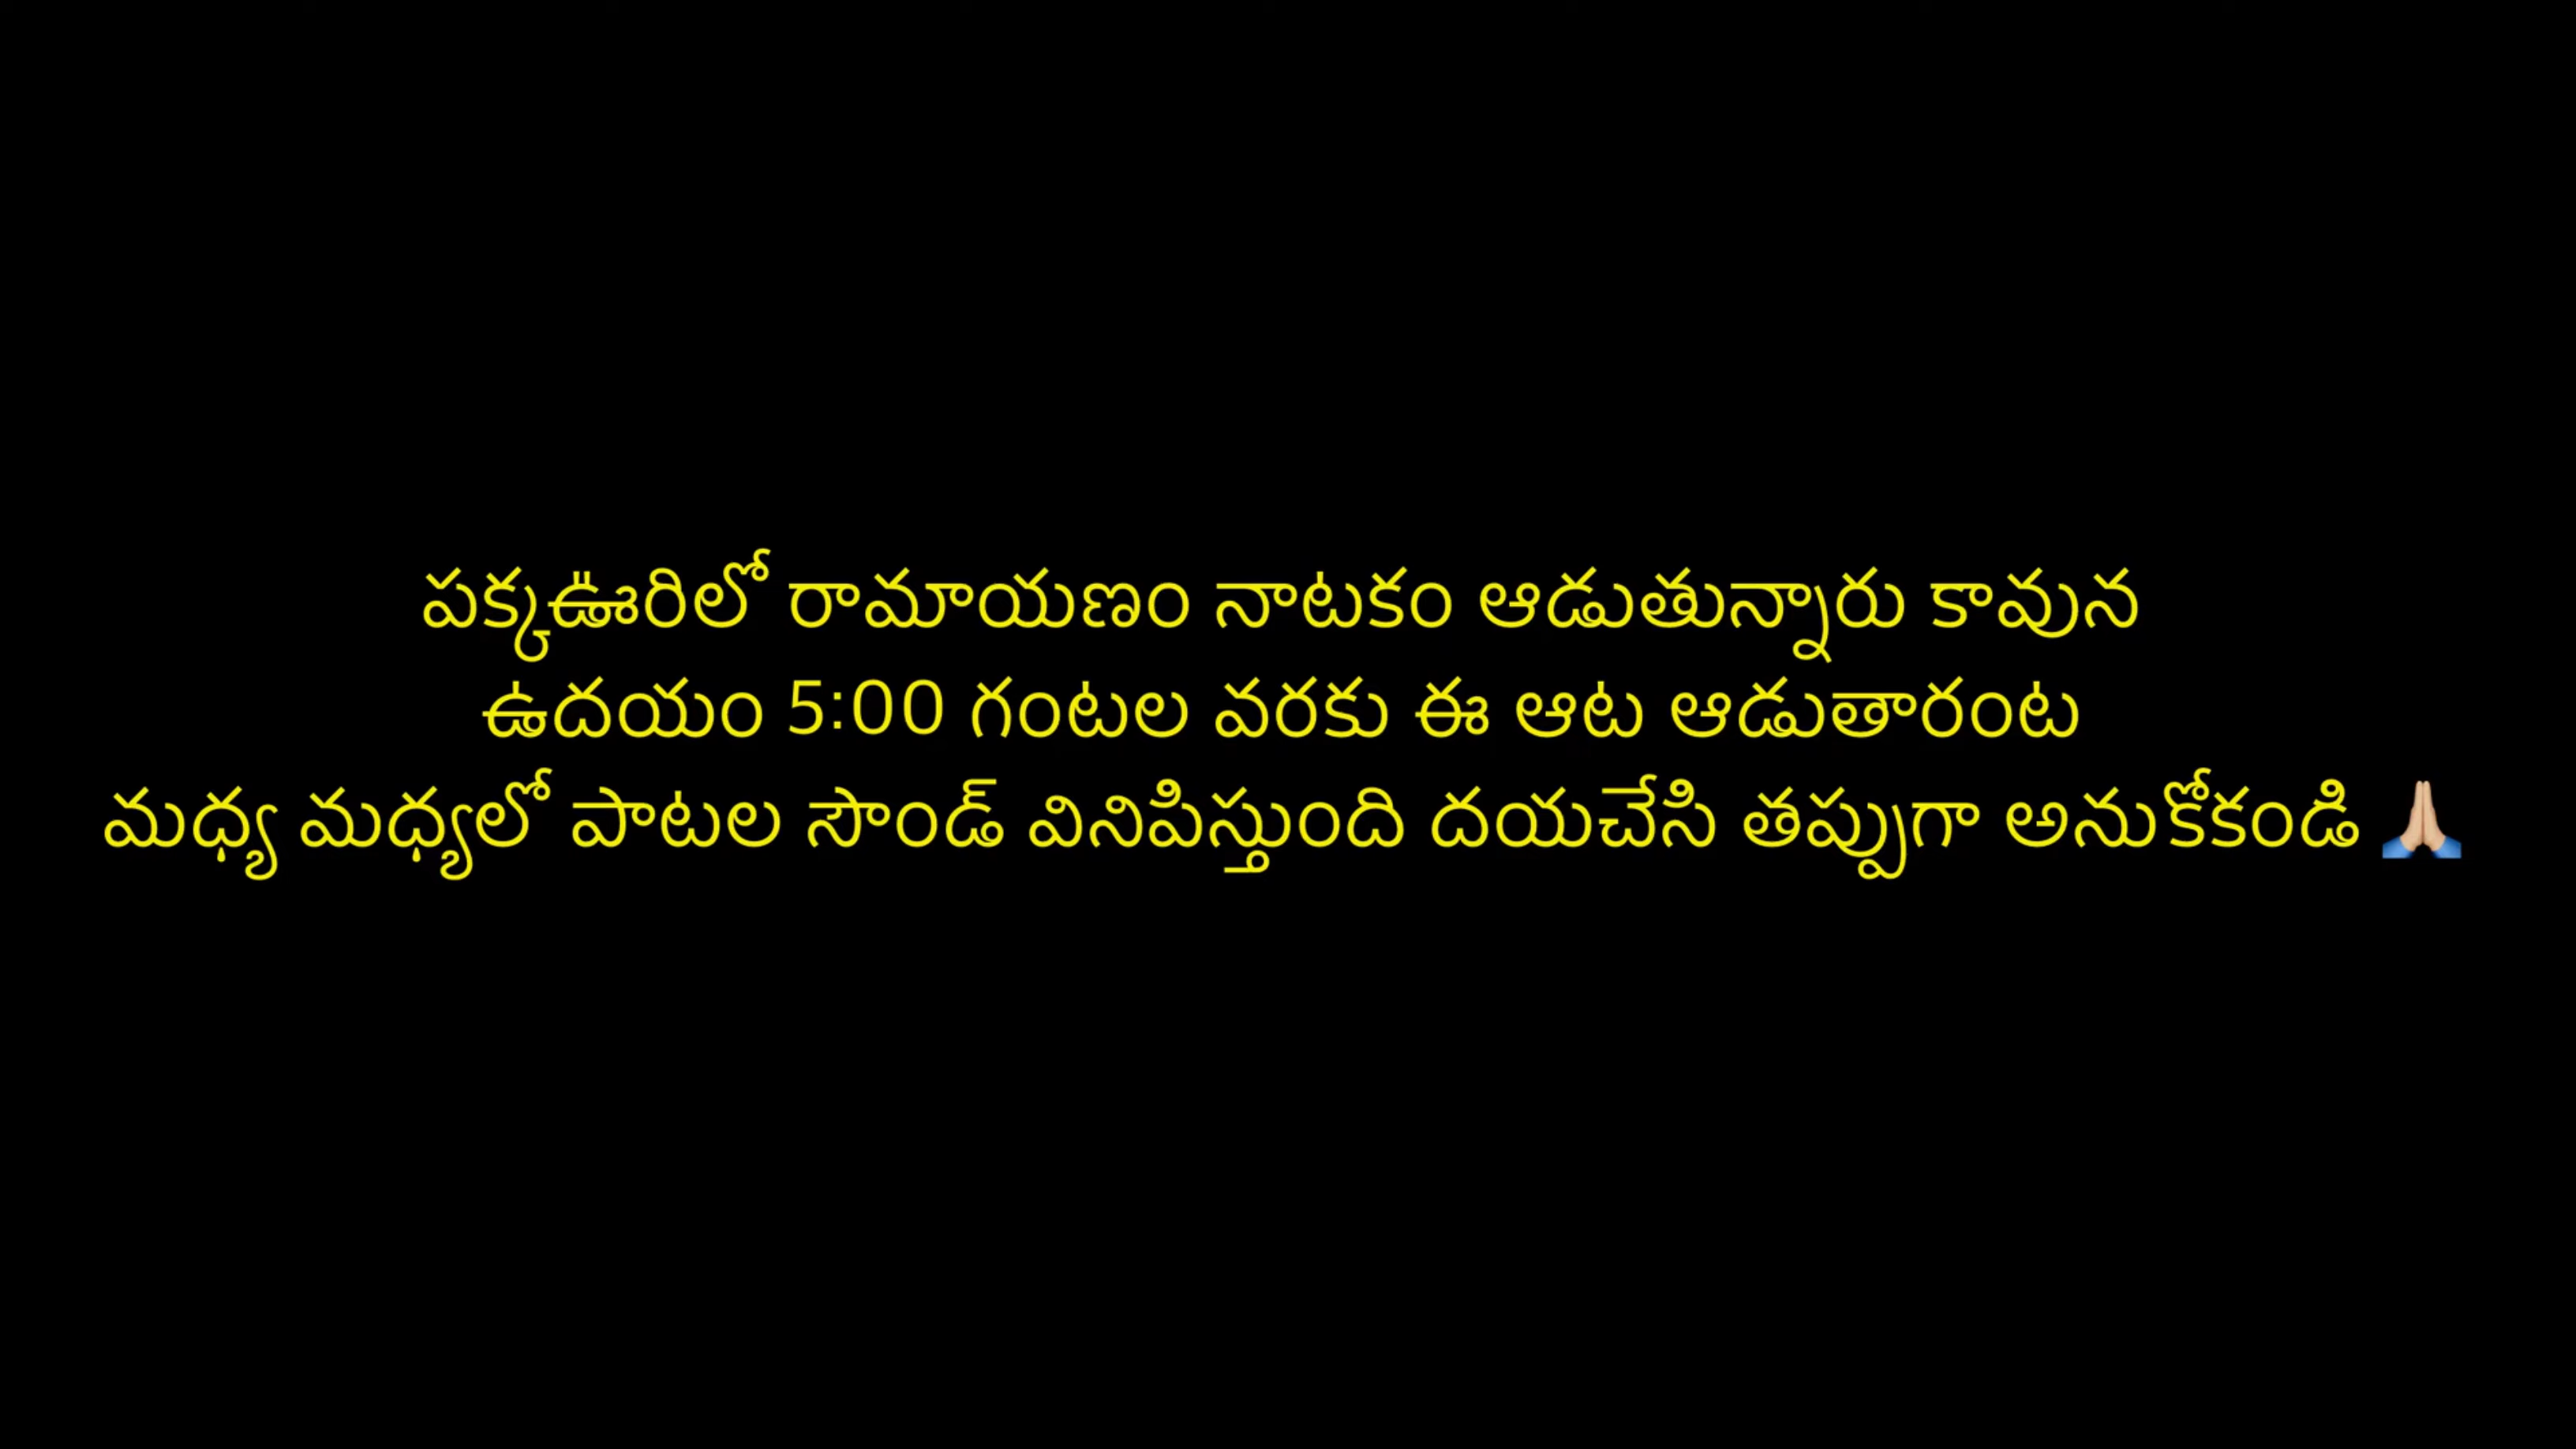 పక్కఊరిలో రామాయణం నాటకం ఆడుతున్నారు కావున
ఉదయం 5:00 గంటల వరకు ఈ ఆట ఆడుతారంట
మధ్య మధ్యలో పాటల సౌండ్ వినిపిస్తుంది దయచేసి తప్పుగా అనుకోకండి 🙏🏼